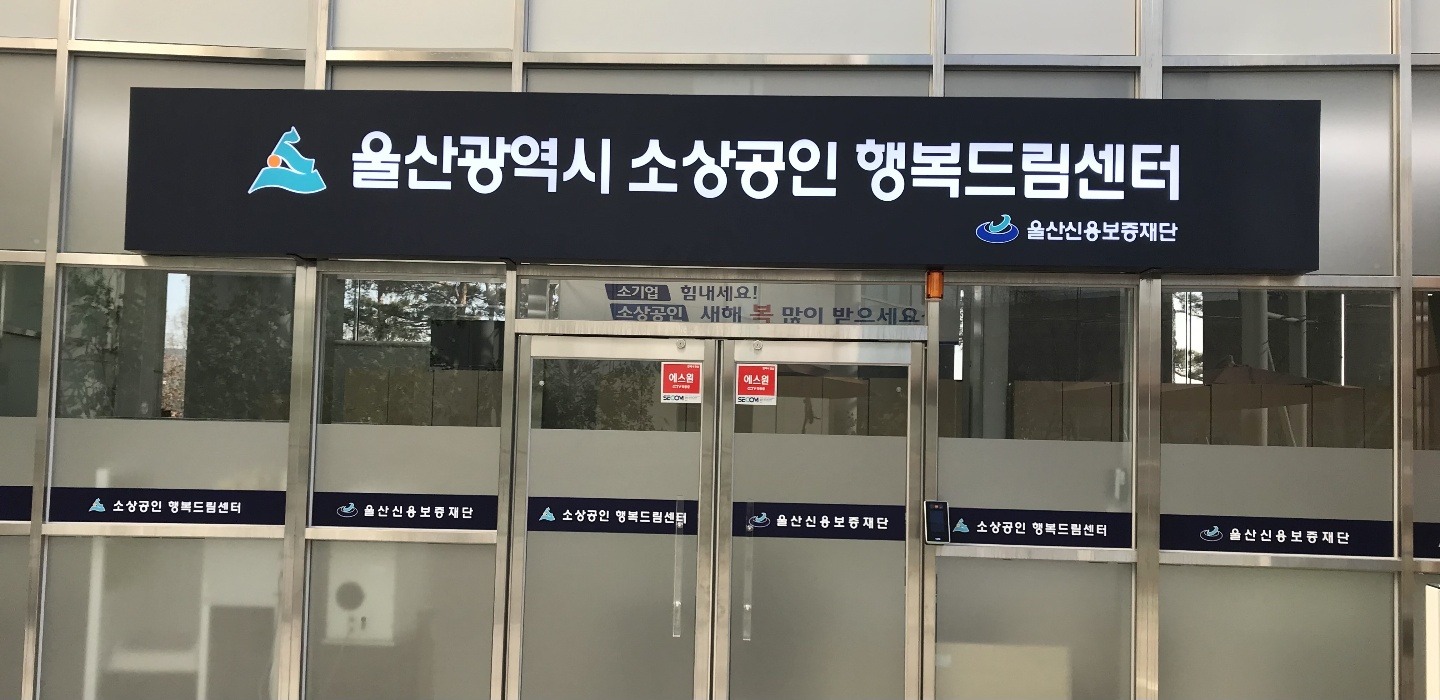 울산광역시 소상공인 행복드림센터
울산신용보증재단
소기업 힘내세요!
소상공인 새해 복 많이 받으세요
에스원
SECOM
에스원
SECOM
소상공인 행복드림센터
울산신용보증재단
소상공인 행복드림센터
울산신용보증재단
소상공인 행복드림센터
울산신용보증재단